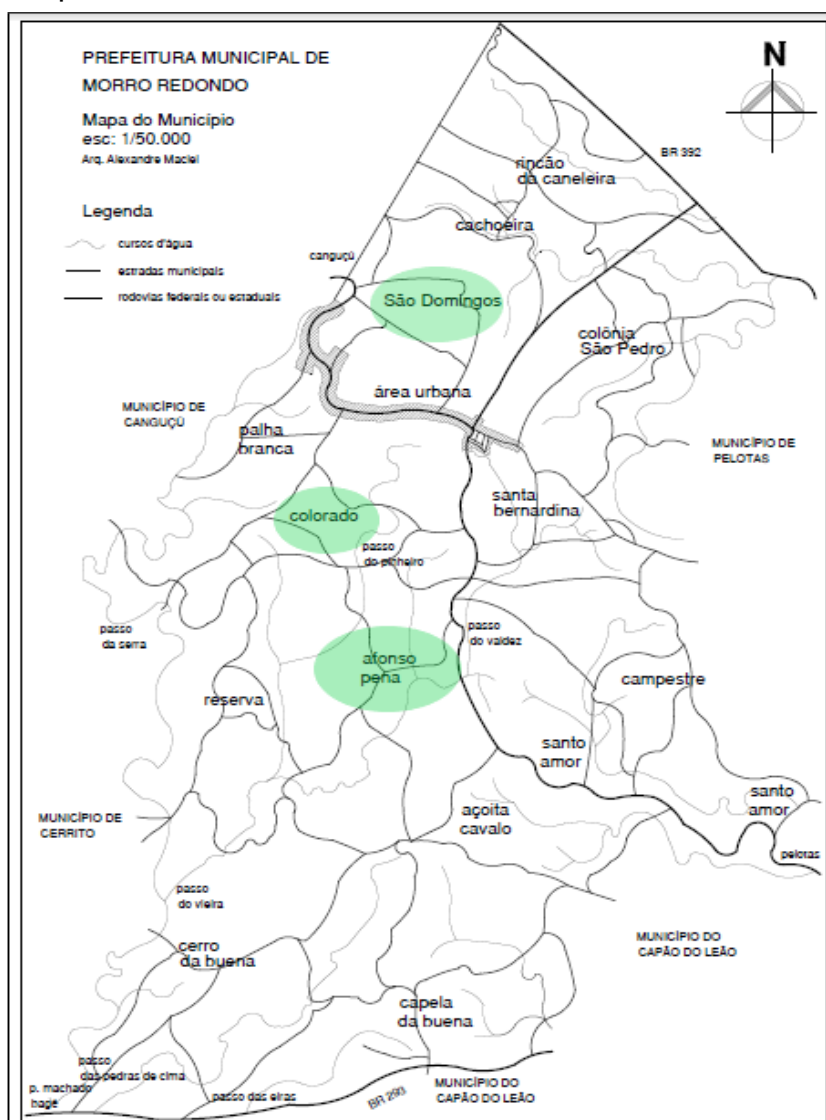 PREFEITURA MUNICIPAL DE
MORRO REDONDO
Mapa do Município
esc: 1/50.000
Arq. Alexandre Maciel
N
BR 392
Legenda
cursos d'água
estradas municipais
rodovias federais ou estaduais
rincão
da caneleira
cachoeira
canguçú
São Domingos
colônia
São Pedro
área urbana
MUNICÍPIO DE
CANGUÇÚ
palha
branca
MUNICÍPIO DE
PELOTAS
santa
bernardina
colorado
passo
do pinheiro
passo
da serra
passo
do valdez
afonso
pena
campestre
reserva
santo
amor
santo
amor
açoita
cavalo
MUNICÍPIO DE
CERRITO
pelotas
passo
do vieira
MUNICÍPIO DO
CAPÃO DO LEÃO
cerro
da buena
capela
da buena
passo
das pedras de cima
p. machado
bagé
passo das eiras
BR 293
MUNICÍPIO DO
CAPÃO DO LEÃO